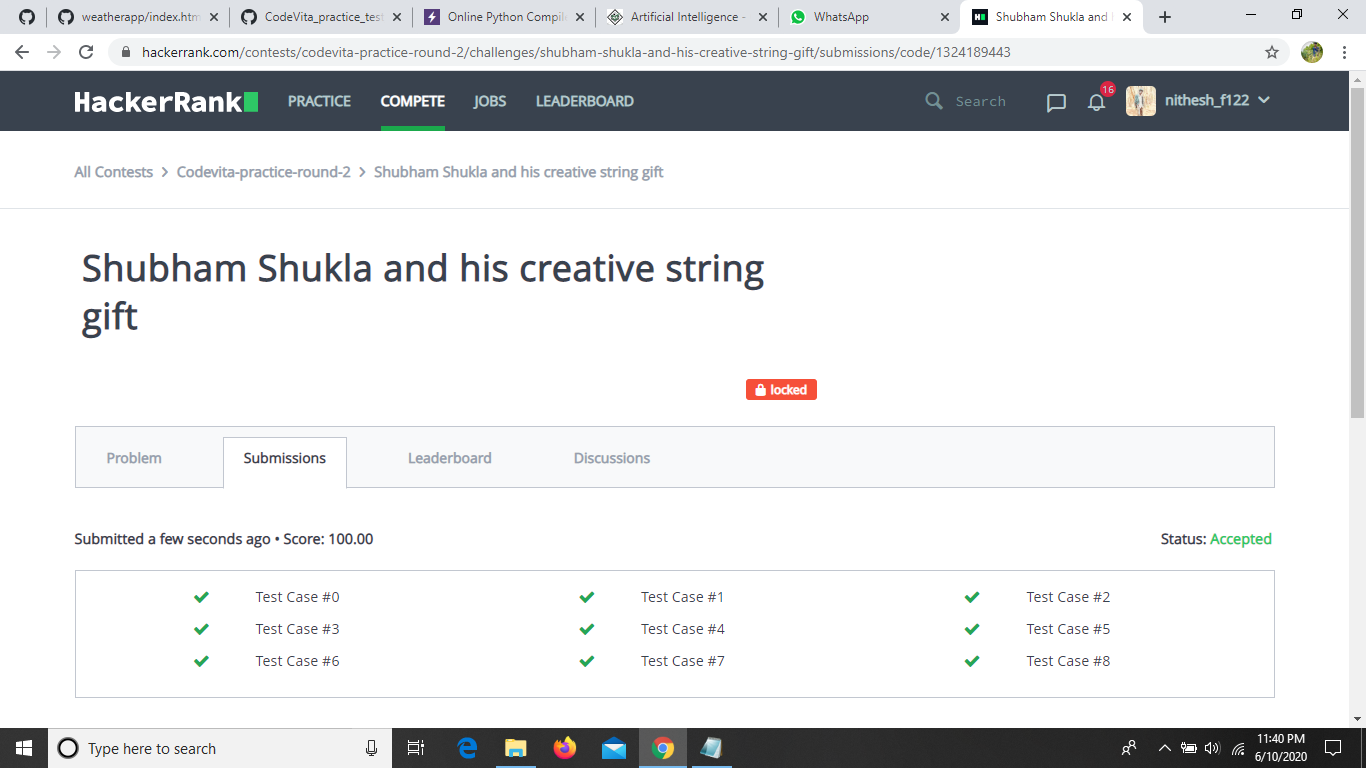 weatherapp/index.htm
CodeVita_practice_test
Online Python Compil
Artificial Intelligence -
WhatsApp
Shubham Shukla and
hackerrank.com/contests/codevita-practice-round-2/challenges/shubham-shukla-and-his-creative-string-gift/submissions/code/1324189443
HackerRank PRACTICE COMPETE JOBS LEADERBOARD Search 16 nithesh_f122
All Contests > Codevita-practice-round-2 > Shubham Shukla and his creative string gift
Shubham Shukla and his creative string
gift
locked
Problem Submissions Leaderboard Discussions
Submitted a few seconds ago • Score: 100.00 Status: Accepted
Test Case #0 Test Case #1 Test Case #2
Test Case #3 Test Case #4 Test Case #5
Test Case #6 Test Case #7 Test Case #8
Type here to search
11:40 PM
6/10/2020